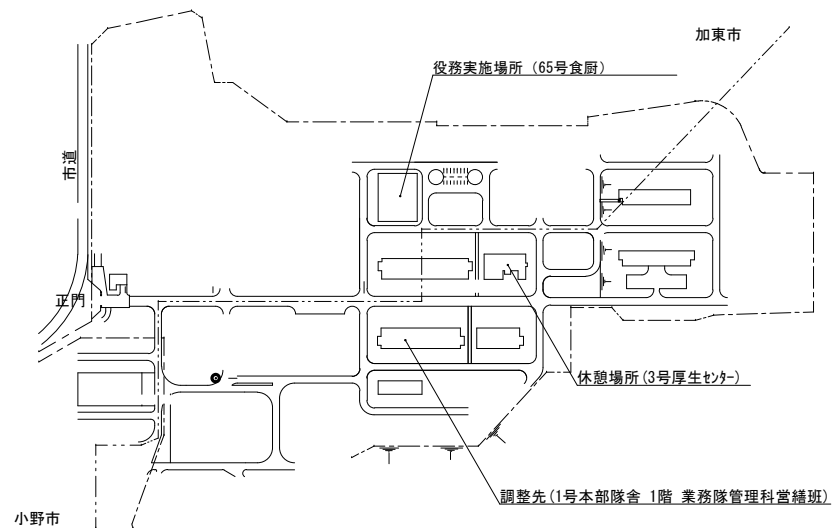 加東市
役務実施場所（65号食厨）
市道
正門
休憩場所(3号厚生ｾﾝﾀｰ)
調整先(1号本部隊舎 1階 業務隊管理科営繕班)
小野市